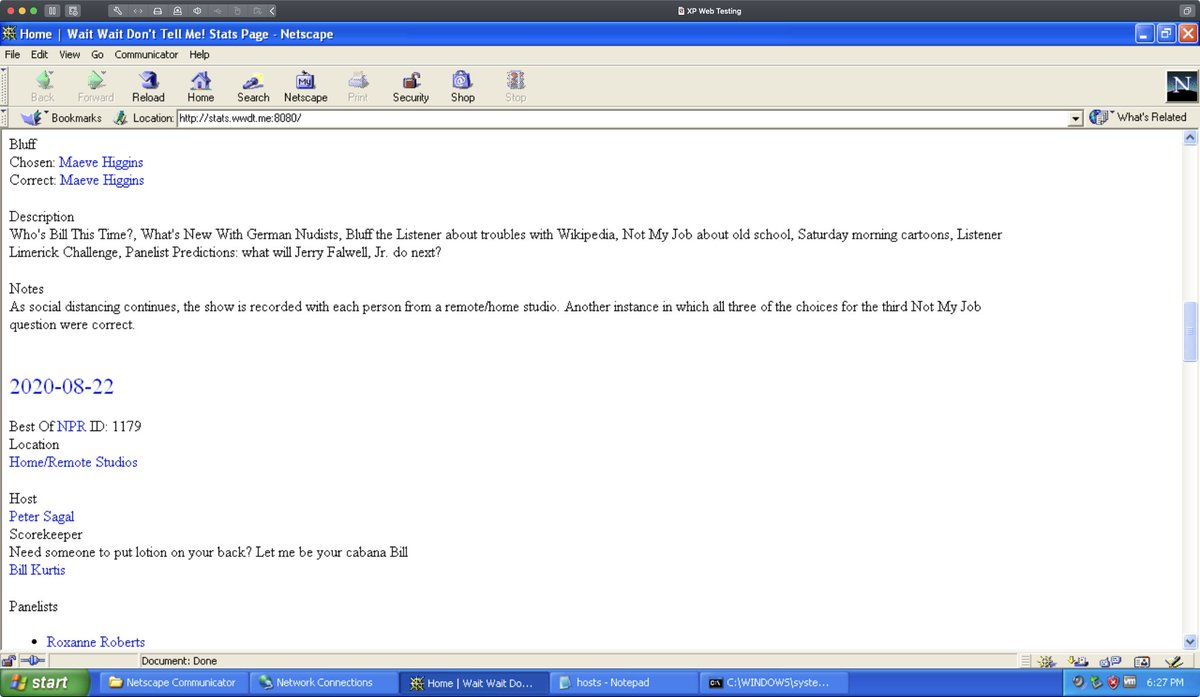 XP Web Testing
Home | Wait Wait Don't Tell Me! Stats Page - Netscape
File Edit View Go Communicator Help
Back Forward Reload Home Search Netscape Print Security Shop Stop
My
N
Bookmarks Location: http://stats.wwdt.me:8080/ What's Related
Bluff
Chosen: Maeve Higgins
Correct: Maeve Higgins
Description
Who's Bill This Time?, What's New With German Nudists, Bluff the Listener about troubles with Wikipedia, Not My Job about old school, Saturday morning cartoons, Listener
Limerick Challenge, Panelist Predictions: what will Jerry Falwell, Jr. do next?
Notes
As social distancing continues, the show is recorded with each person from a remote/home studio. Another instance in which all three of the choices for the third Not My Job
question were correct.
2020-08-22
Best Of NPR ID: 1179
Location
Home/Remote Studios
Host
Peter Sagal
Scorekeeper
Need someone to put lotion on your back? Let me be your cabana Bill
Bill Kurtis
Panelists
• Roxanne Roberts
Document: Done
start Netscape Communicator Network Connections Home | Wait Wait Do... hosts - Notepad C:\WINDOWS\syste... 6:27 PM